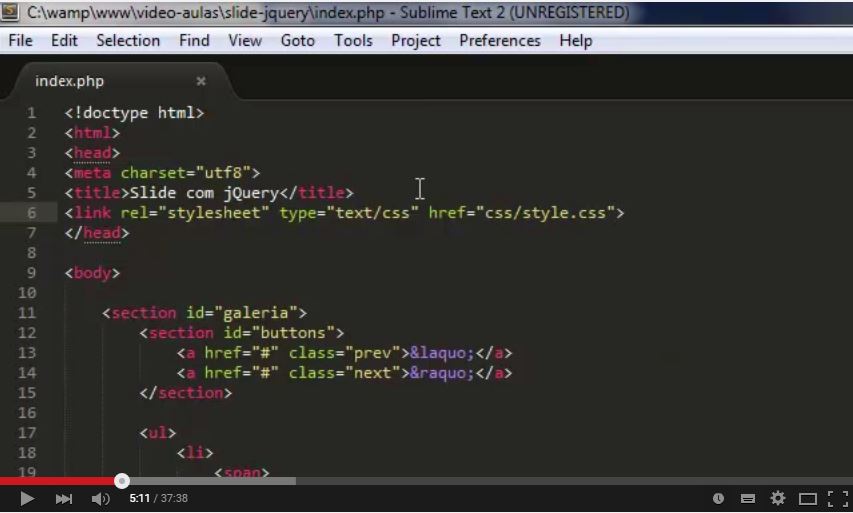 C:\wamp\www\video-aulas\slide-jquery\index.php - Sublime Text 2 (UNREGISTERED)
File Edit Selection Find View Goto Tools Project Preferences Help
index.php ×
1 <!doctype html>
2 <html>
3 <head>
4 <meta charset="utf8">
5 <title>Slide com jQuery</title>
6 <link rel="stylesheet" type="text/css" href="css/style.css">
7 </head>
8
9 <body>
10
11 <section id="galeria">
12 <section id="buttons">
13 <a href="#" class="prev">&laquo;</a>
14 <a href="#" class="next">&raquo;</a>
15 </section>
16
17 <ul>
18 <li>
19 <span>
5:11 / 37:38